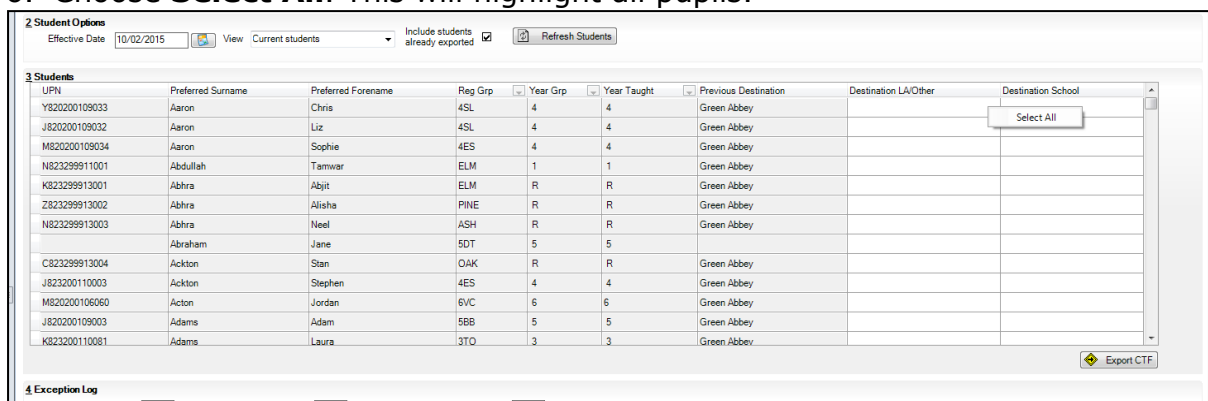 2 Student Options
Effective Date 10/02/2015 View Current students Include students already exported Refresh Students
3 Students
UPN Preferred Surname Preferred Forename Reg Grp Year Grp Year Taught Previous Destination Destination LA/Other Destination School
Y820200109033 Aaron Chris 4SL 4 4 Green Abbey
Select All
J820200109032 Aaron Liz 4SL 4 4 Green Abbey
M820200109034 Aaron Sophie 4ES 4 4 Green Abbey
N823299911001 Abdullah Tamwar ELM 1 1 Green Abbey
K823299913001 Abhra Abjit ELM R R Green Abbey
Z823299913002 Abhra Alisha PINE R R Green Abbey
N823299913003 Abhra Neel ASH R R Green Abbey
Abraham Jane 5DT 5 5
C823299913004 Ackton Stan OAK R R Green Abbey
J823200110003 Ackton Stephen 4ES 4 4 Green Abbey
M820200106060 Acton Jordan 6VC 6 6 Green Abbey
J820200109003 Adams Adam 5BB 5 5 Green Abbey
K823200110081 Adams Laura 3TO 3 3 Green Abbey
Export CTF
4 Exception Log